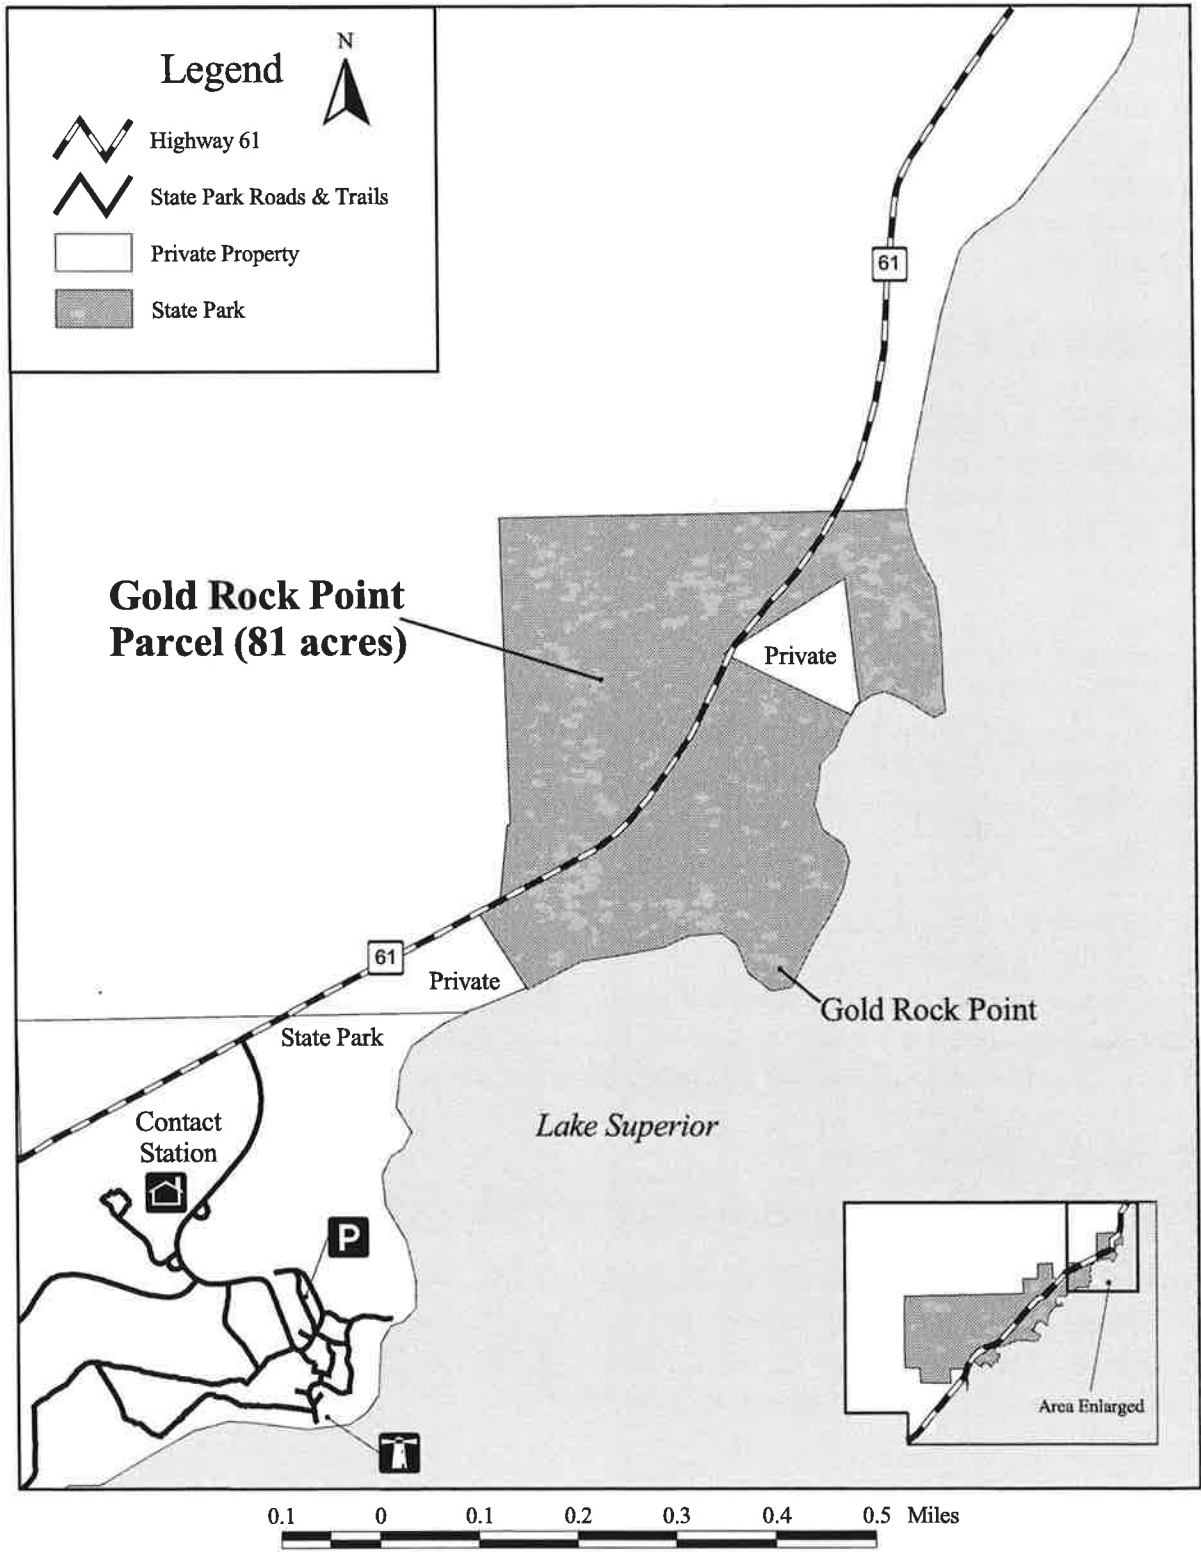 Legend
N
Highway 61
State Park Roads & Trails
Private Property
State Park
61
Gold Rock Point
Parcel (81 acres)
Private
61
Private
Gold Rock Point
State Park
Lake Superior
Contact
Station
P
Area Enlarged
0.1 0 0.1 0.2 0.3 0.4 0.5 Miles